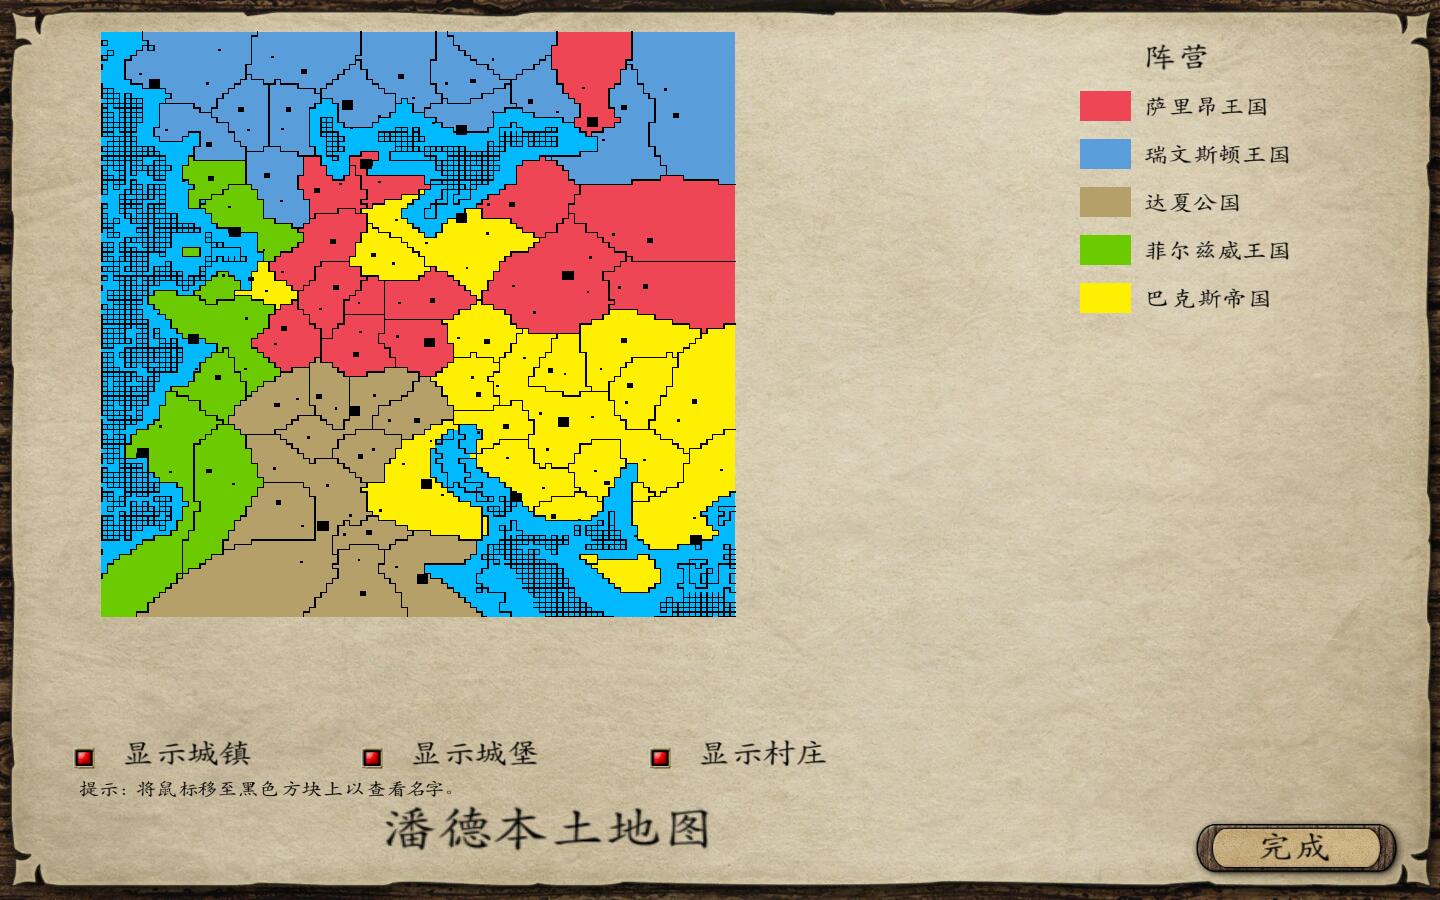 阵营
萨里昂王国
瑞文斯顿王国
达夏公国
菲尔兹威王国
巴克斯帝国
显示城镇
显示城堡
显示村庄
提示：将鼠标移至黑色方块上以查看名字。
潘德本土地图
完成